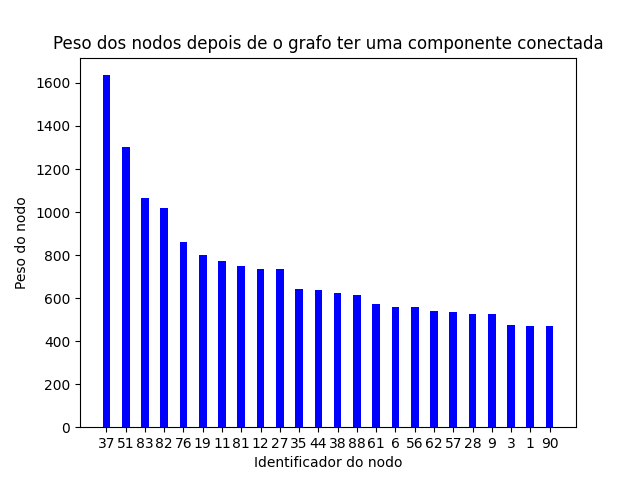 Peso dos nodos depois de o grafo ter uma componente conectada
Peso do nodo
1600
1400
1200
1000
800
600
400
200
0
37 51 83 82 76 19 11 81 12 27 35 44 38 88 61 6 56 62 57 28 9 3 1 90
Identificador do nodo